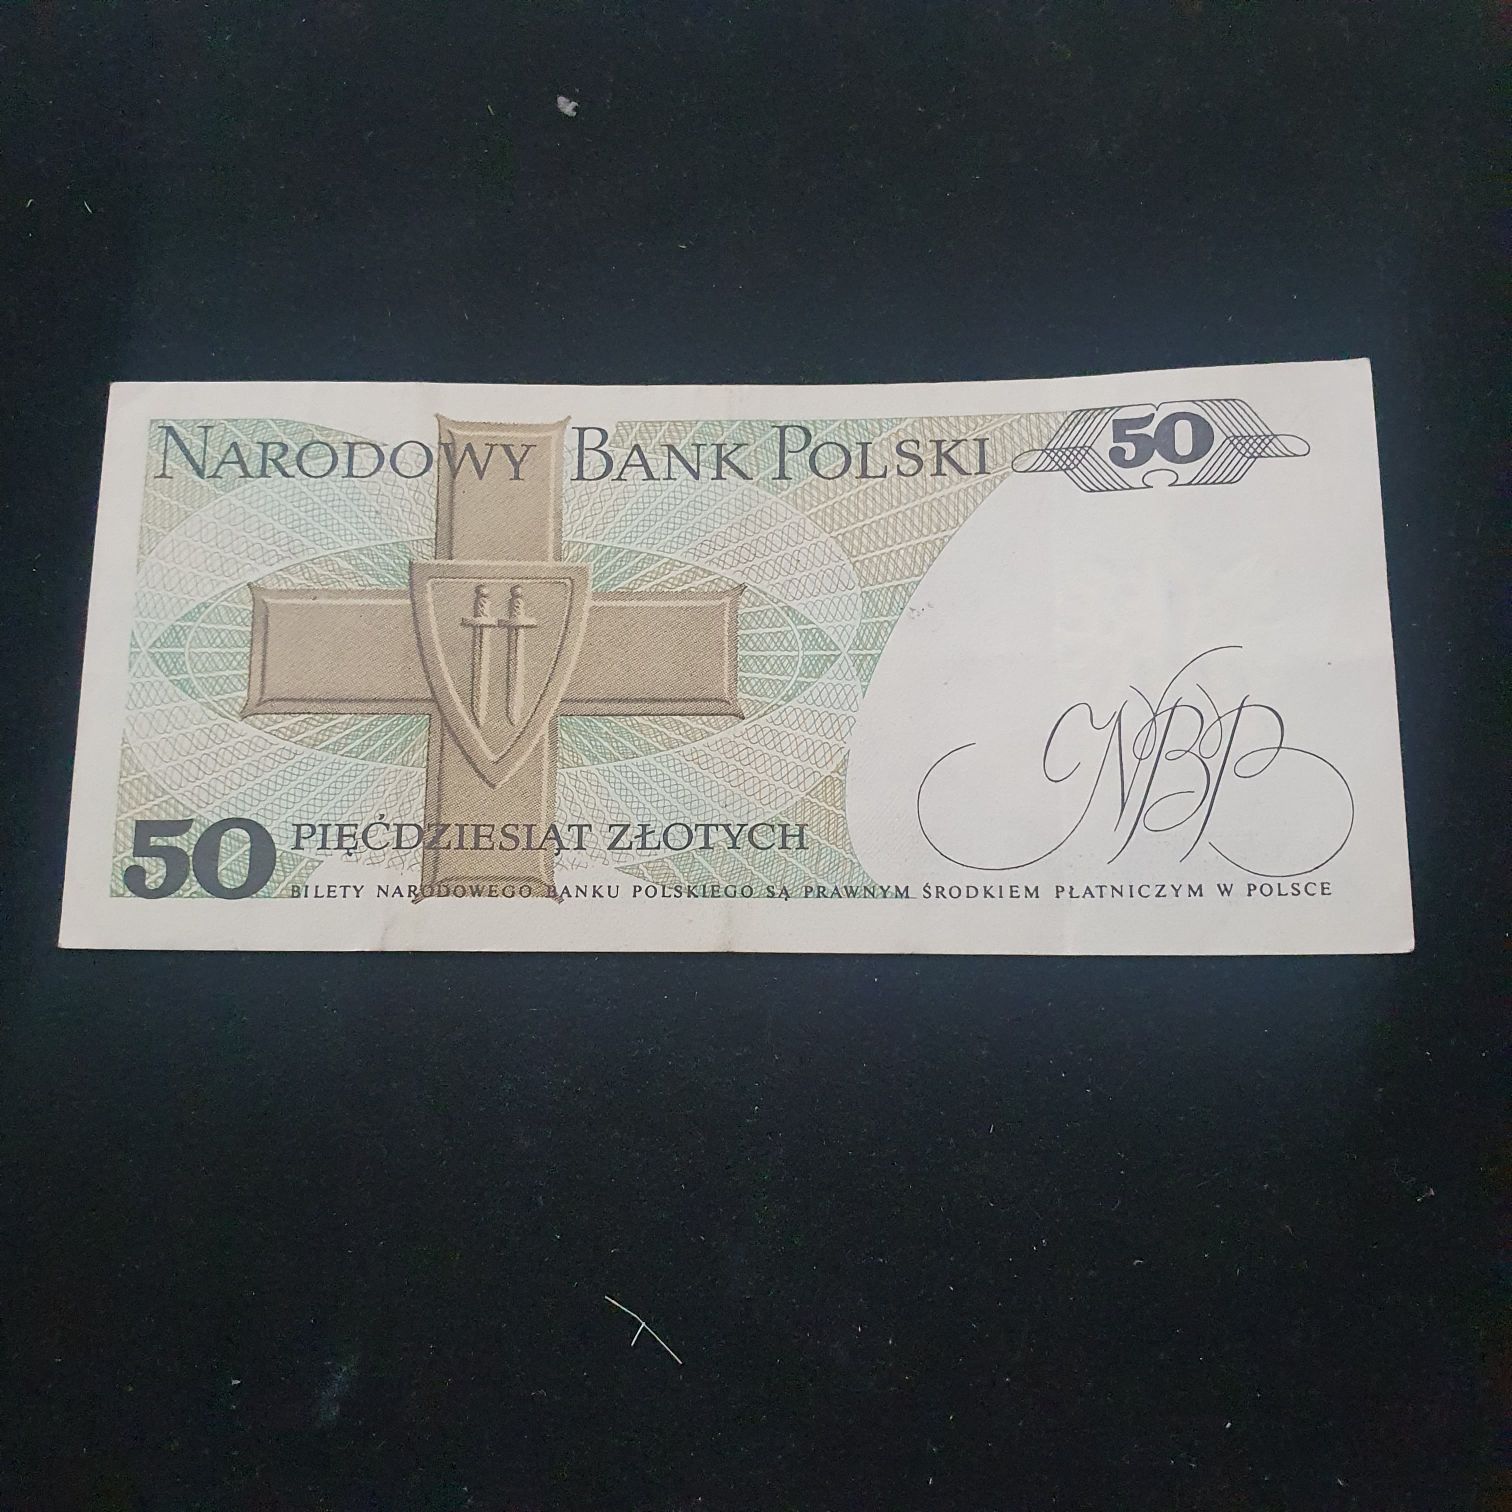 NARODOWY BANK POLSKI 50
NBP
50 PIĘĆDZIESIĄT ZŁOTYCH
BILETY NARODOWEGO BANKU POLSKIEGO SĄ PRAWNYM ŚRODKIEM PŁATNICZYM W POLSCE